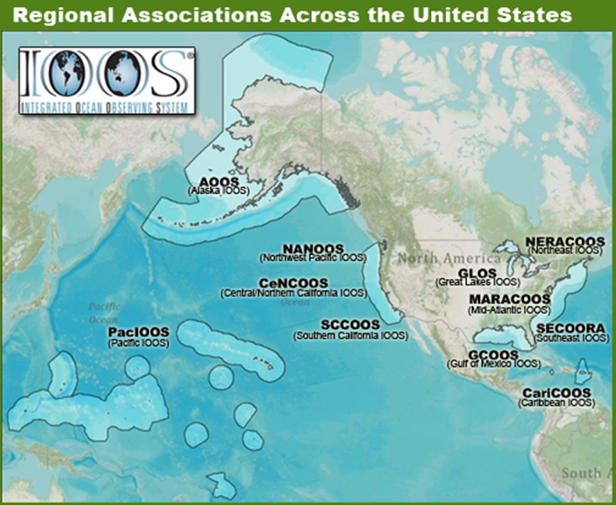 Regional Associations Across the United States
IOOS®
INTEGRATED OCEAN OBSERVING SYSTEM
AOOS
(Alaska IOOS)
NANOOS
(Northwest Pacific IOOS)
North America
NERACOOS
(Northeast IOOS)
GLOS
(Great Lakes IOOS)
CeNCOOS
(Central/Northern California IOOS)
MARACOOS
(Mid-Atlantic IOOS)
Pacific
Ocean
Ocean
SCCOOS
(Southern California IOOS)
SECOORA
(Southeast IOOS)
PacIOOS
(Pacific IOOS)
GCOOS
(Gulf of Mexico IOOS)
CariCOOS
(Caribbean IOOS)
South A